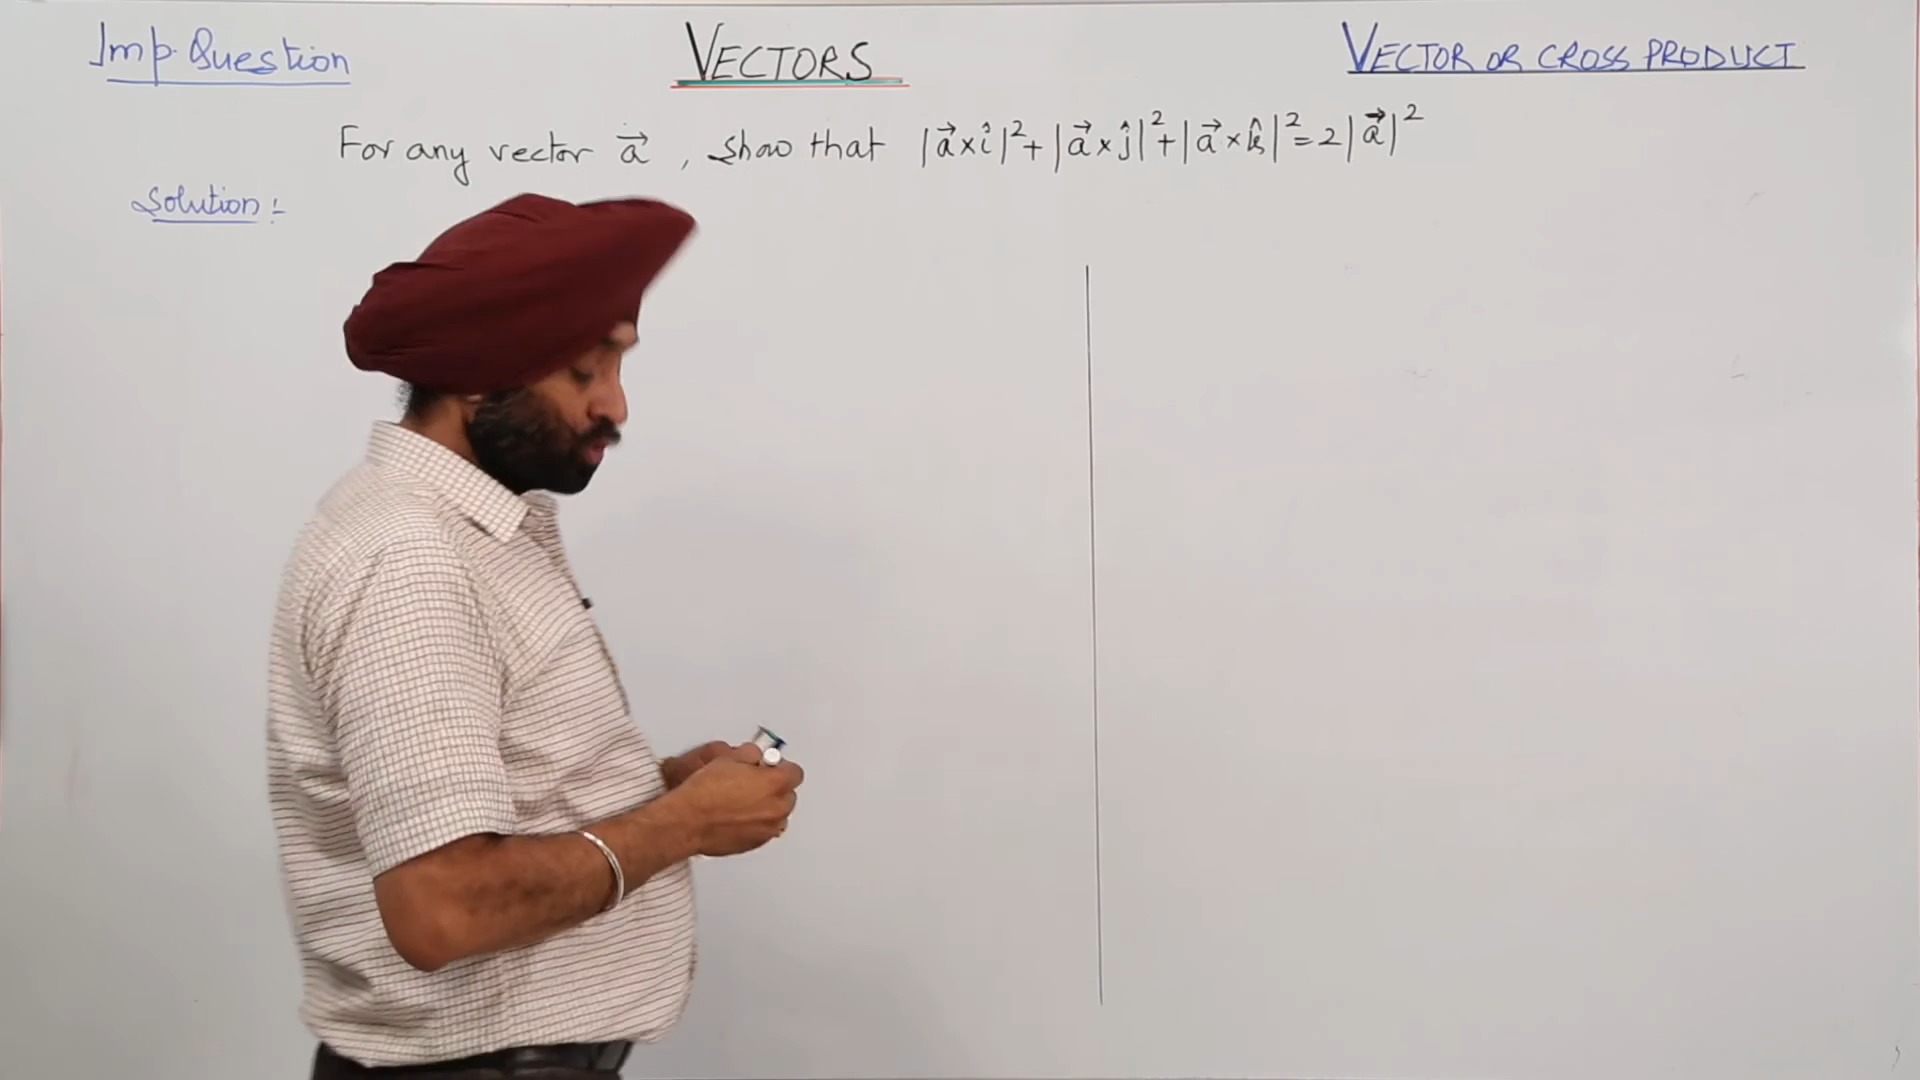 Imp. Question
VECTORS
VECTOR OR CROSS PRODUCT
For any vector a⃗ , show that |a⃗ × î|² + |a⃗ × ĵ|² + |a⃗ × k̂|² = 2|a⃗|²
Solution :-